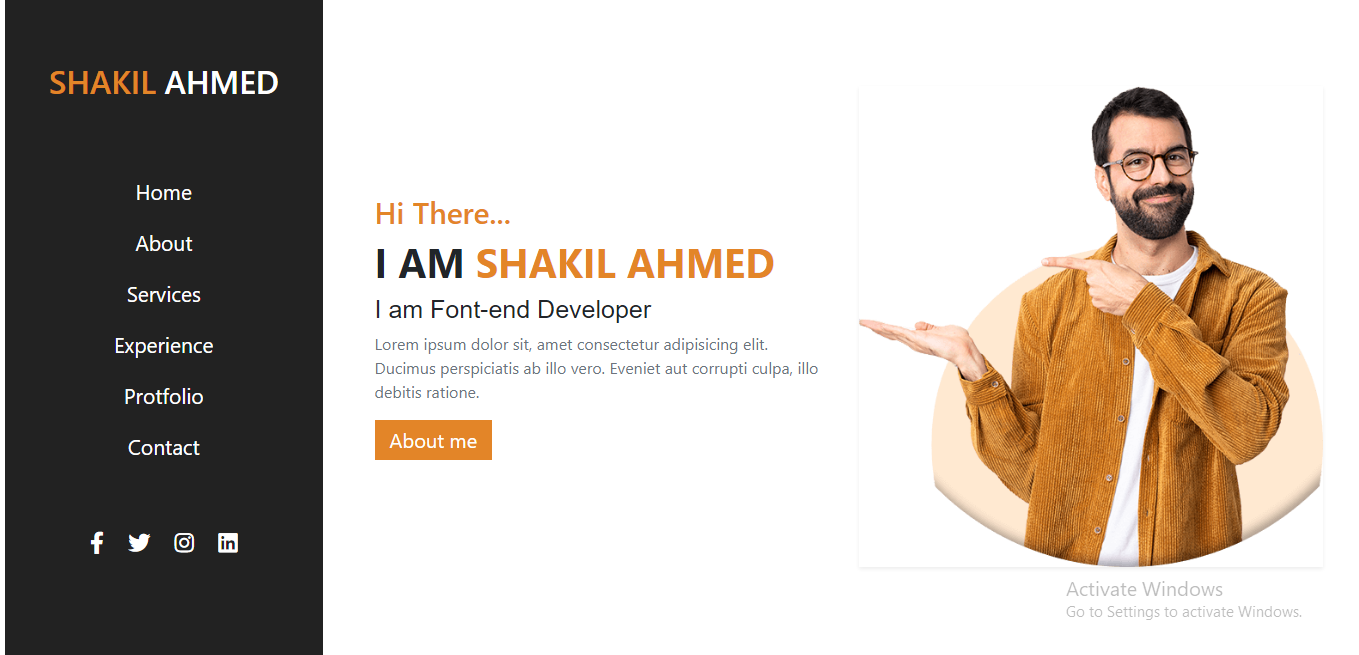 SHAKIL AHMED
Home
About
Services
Experience
Protfolio
Contact
Hi There...
I AM SHAKIL AHMED
I am Font-end Developer
Lorem ipsum dolor sit, amet consectetur adipisicing elit.
Ducimus perspiciatis ab illo vero. Eveniet aut corrupti culpa, illo
debitis ratione.
About me
Activate Windows
Go to Settings to activate Windows.